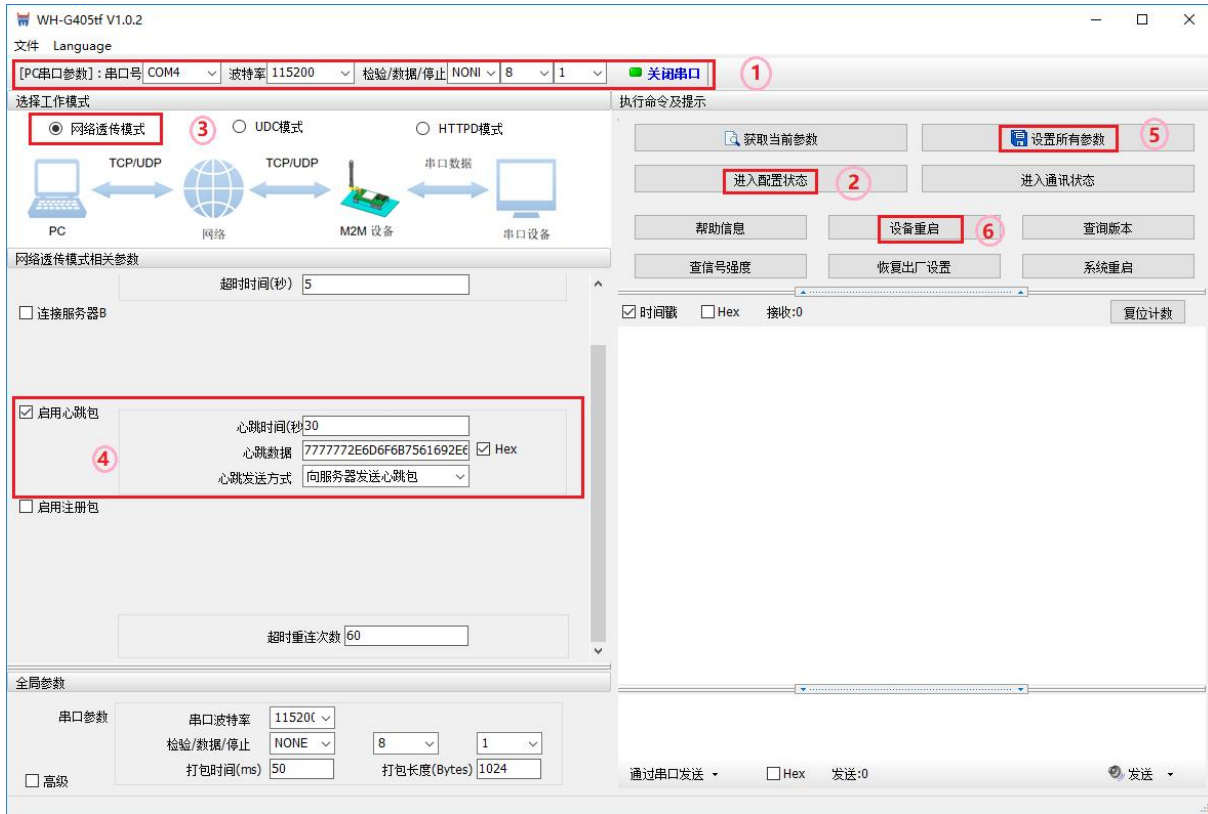 WH-G405tf V1.0.2
文件 Language
[PC串口参数]:串口号 COM4 波特率 115200 检验/数据/停止 NONI 8 1 关闭串口 1
选择工作模式
网络透传模式 3 UDC模式 HTTPD模式
TCP/UDP TCP/UDP 串口数据
PC 网络 M2M 设备 串口设备
网络透传模式相关参数
超时时间(秒) 5
连接服务器B
启用心跳包
心跳时间(秒 30
心跳数据 7777772E6D6F6B7561692E6 Hex
4
心跳发送方式 向服务器发送心跳包
启用注册包
超时重连次数 60
全局参数
串口参数 串口波特率 115200
检验/数据/停止 NONE 8 1
打包时间(ms) 50 打包长度(Bytes) 1024
高级
执行命令及提示
获取当前参数 设置所有参数 5
进入配置状态 2 进入通讯状态
帮助信息 设备重启 6 查询版本
查信号强度 恢复出厂设置 系统重启
时间戳 Hex 接收:0 复位计数
通过串口发送 Hex 发送:0 发送